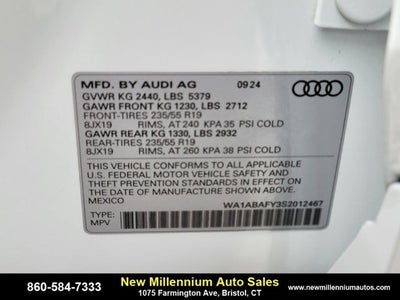 MFD. BY AUDI AG 09 24
GVWR KG 2440, LBS 5379
GAWR FRONT KG 1230, LBS 2712
FRONT-TIRES 235/55 R19
8JX19 RIMS, AT 240 KPA 35 PSI COLD
GAWR REAR KG 1330, LBS 2932
REAR-TIRES 235/55 R19
8JX19 RIMS, AT 260 KPA 38 PSI COLD
THIS VEHICLE CONFORMS TO ALL APPLICABLE
U.S. FEDERAL MOTOR VEHICLE SAFETY
STANDARDS IN EFFECT ON THE
DATE OF MANUFACTURE SHOWN ABOVE.
MEXICO WA1ABAFY3S2012467
TYPE:
MPV
860-584-7333
New Millennium Auto Sales
1075 Farmington Ave, Bristol, CT
www.newmillenniumautos.com